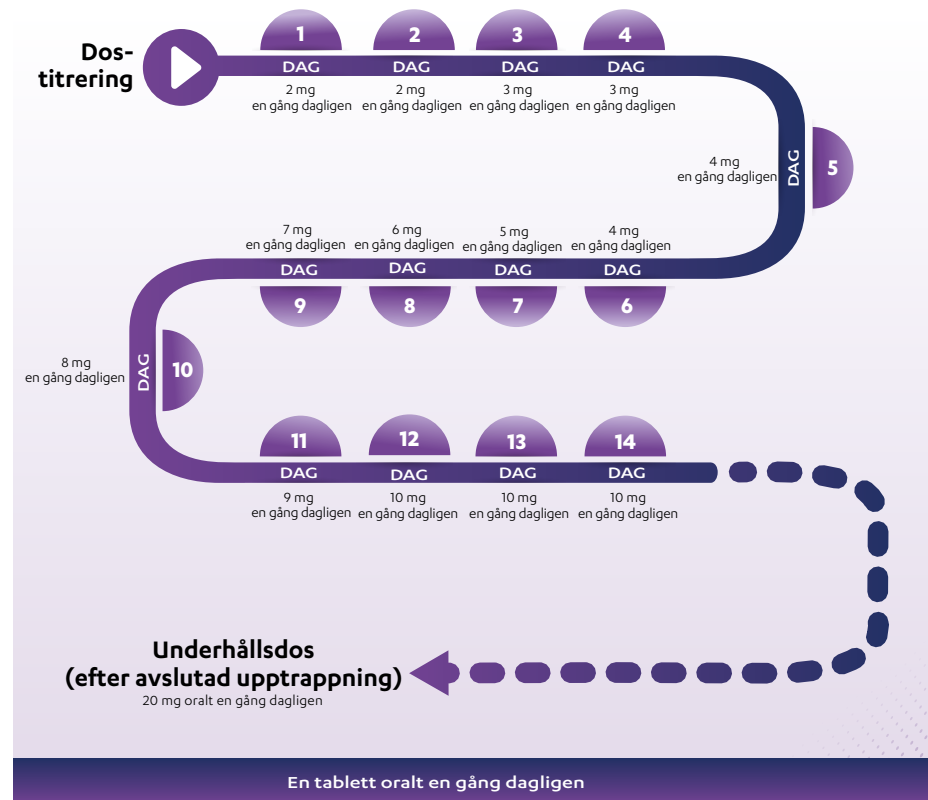 Dos-
titrering
1
DAG
2 mg
en gång dagligen
2
DAG
2 mg
en gång dagligen
3
DAG
3 mg
en gång dagligen
4
DAG
3 mg
en gång dagligen
5
DAG
4 mg
en gång dagligen
4 mg
en gång dagligen
DAG
6
5 mg
en gång dagligen
DAG
7
6 mg
en gång dagligen
DAG
8
7 mg
en gång dagligen
DAG
9
8 mg
en gång dagligen
DAG
10
11
DAG
9 mg
en gång dagligen
12
DAG
10 mg
en gång dagligen
13
DAG
10 mg
en gång dagligen
14
DAG
10 mg
en gång dagligen
Underhållsdos
(efter avslutad upptrappning)
20 mg oralt en gång dagligen
En tablett oralt en gång dagligen